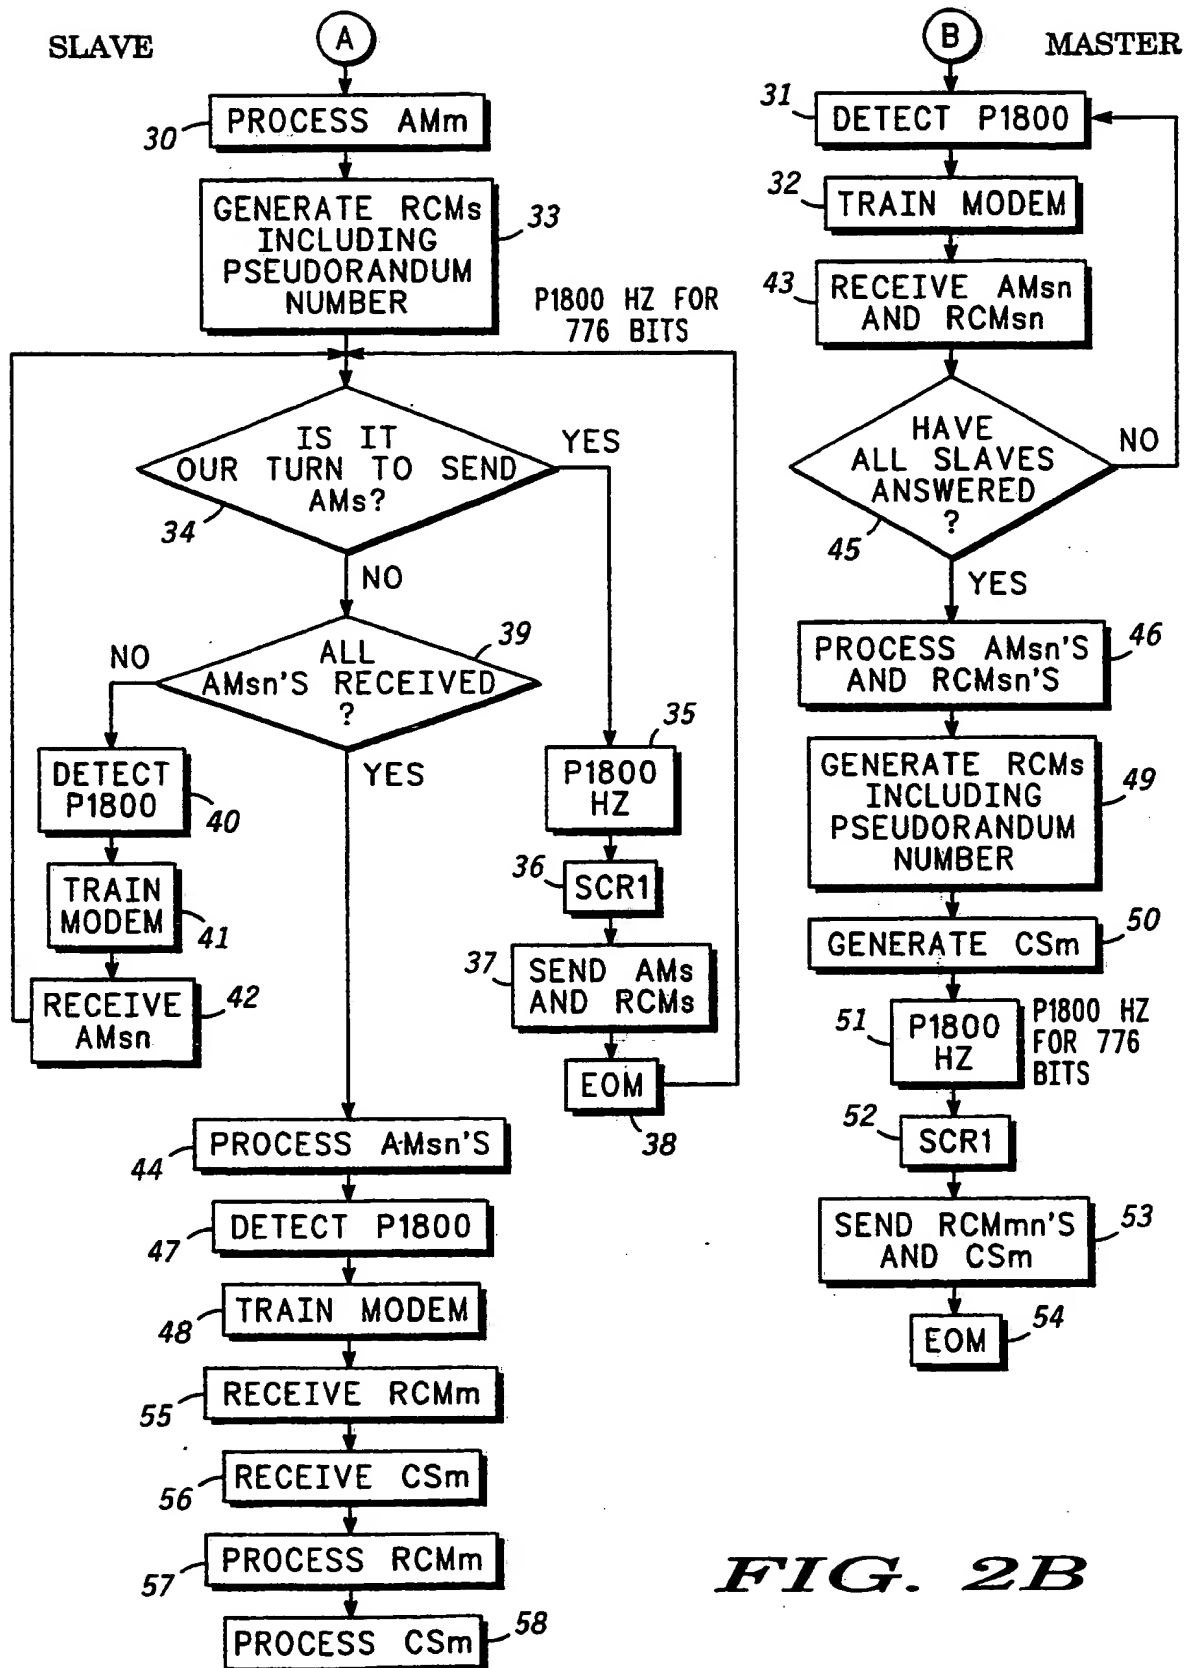 SLAVE
A
30
PROCESS AMm
GENERATE RCMs
INCLUDING
PSEUDORANDUM
NUMBER
33
P1800 HZ FOR
776 BITS
IS IT
OUR TURN TO SEND
AMs?
34
YES
NO
ALL
AMsn'S RECEIVED
?
39
NO
YES
DETECT
P1800
40
TRAIN
MODEM
41
RECEIVE
AMsn
42
35
P1800
HZ
36
SCR1
37
SEND AMs
AND RCMs
EOM
38
44
PROCESS AMsn'S
47
DETECT P1800
48
TRAIN MODEM
55
RECEIVE RCMm
56
RECEIVE CSm
57
PROCESS RCMm
PROCESS CSm
58
B
MASTER
31
DETECT P1800
32
TRAIN MODEM
43
RECEIVE AMsn
AND RCMsn
HAVE
ALL SLAVES
ANSWERED
?
45
NO
YES
PROCESS AMsn'S
AND RCMsn'S
46
GENERATE RCMs
INCLUDING
PSEUDORANDUM
NUMBER
49
GENERATE CSm
50
51
P1800
HZ
P1800 HZ
FOR 776
BITS
52
SCR1
SEND RCMmn'S
AND CSm
53
EOM
54
FIG. 2B